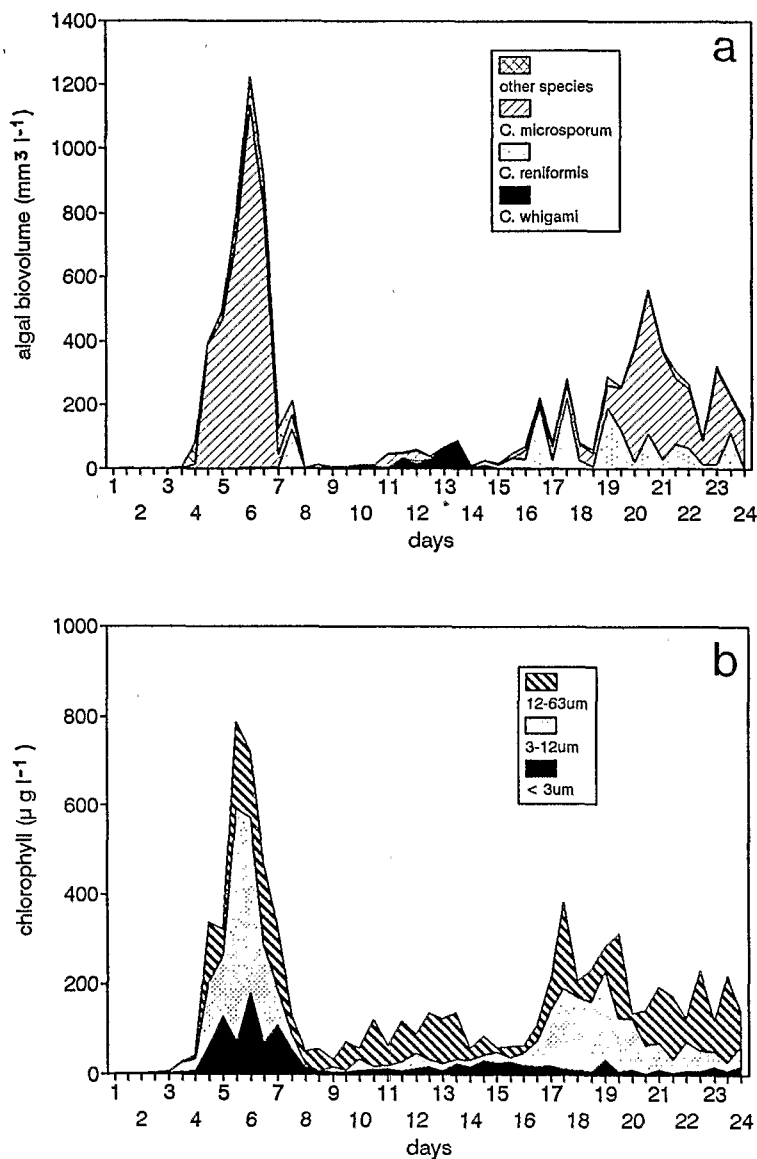 a
1400
1200
1000
800
600
400
200
0
algal biovolume (mm3 l-1)
other species
C. microsporum
C. reniformis
C. whigami
1 3 5 7 9 11 13 15 17 19 21 23
2 4 6 8 10 12 14 16 18 20 22 24
days
b
1000
800
600
400
200
0
chlorophyll (µ g l-1)
12-63um
3-12um
< 3um
1 3 5 7 9 11 13 15 17 19 21 23
2 4 6 8 10 12 14 16 18 20 22 24
days